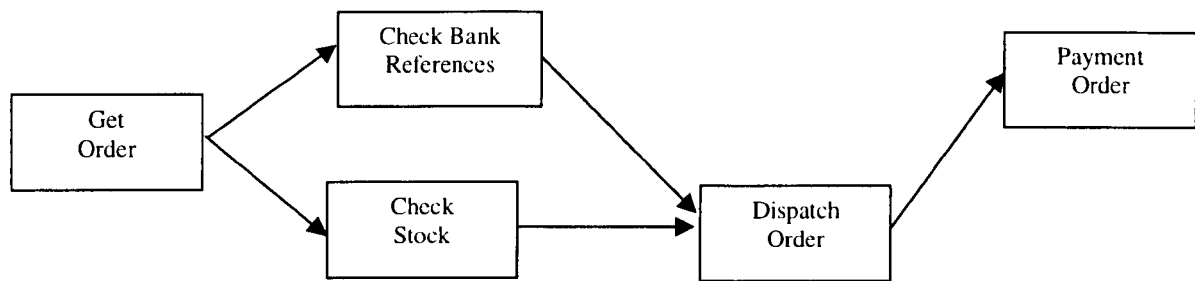 Get
Order
Check Bank
References
Check
Stock
Dispatch
Order
Payment
Order